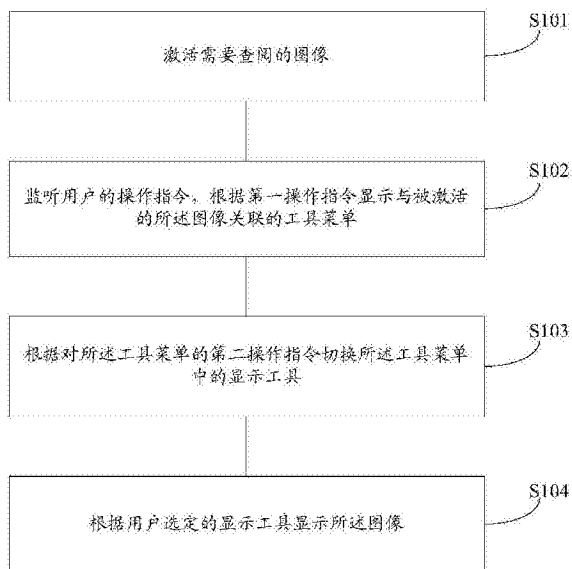 S101
激活需要查阅的图像
S102
监听用户的操作指令，根据第一操作指令显示与被激活
的所述图像关联的工具菜单
S103
根据对所述工具菜单的第二操作指令切换所述工具菜单
中的显示工具
S104
根据用户选定的显示工具显示所述图像